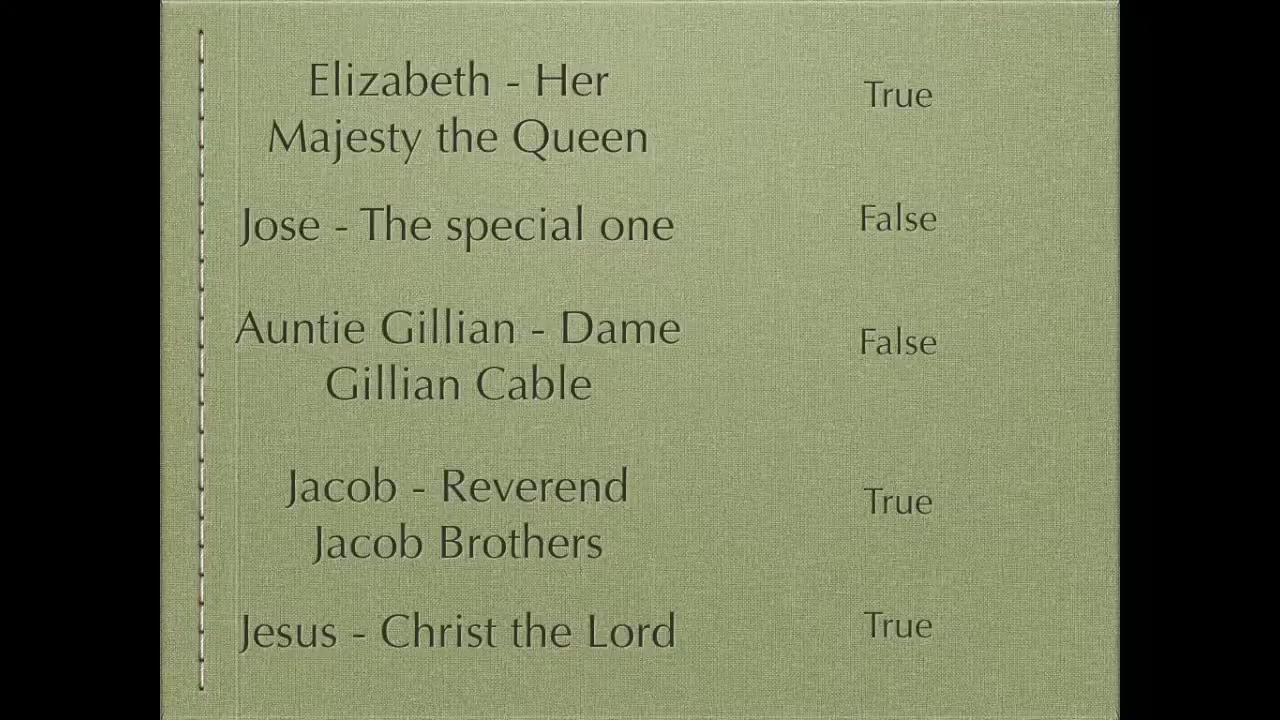 Elizabeth - Her
Majesty the Queen
True
Jose - The special one
False
Auntie Gillian - Dame
Gillian Cable
False
Jacob - Reverend
Jacob Brothers
True
Jesus - Christ the Lord
True